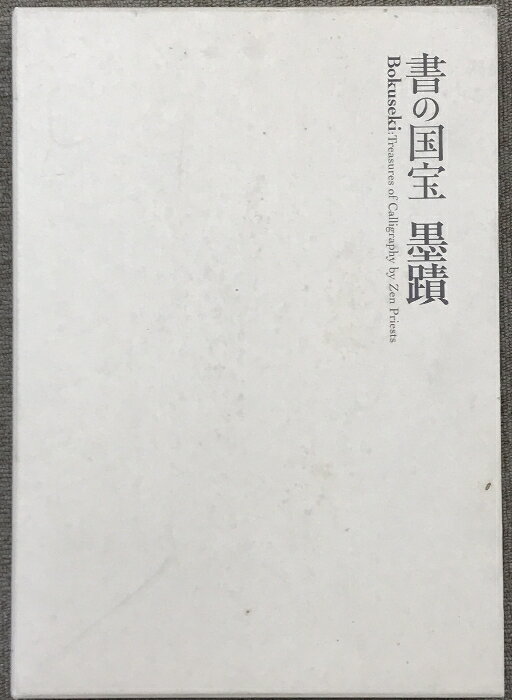 書の国宝 墨蹟
Bokuseki:Treasures of Calligraphy by Zen Priests